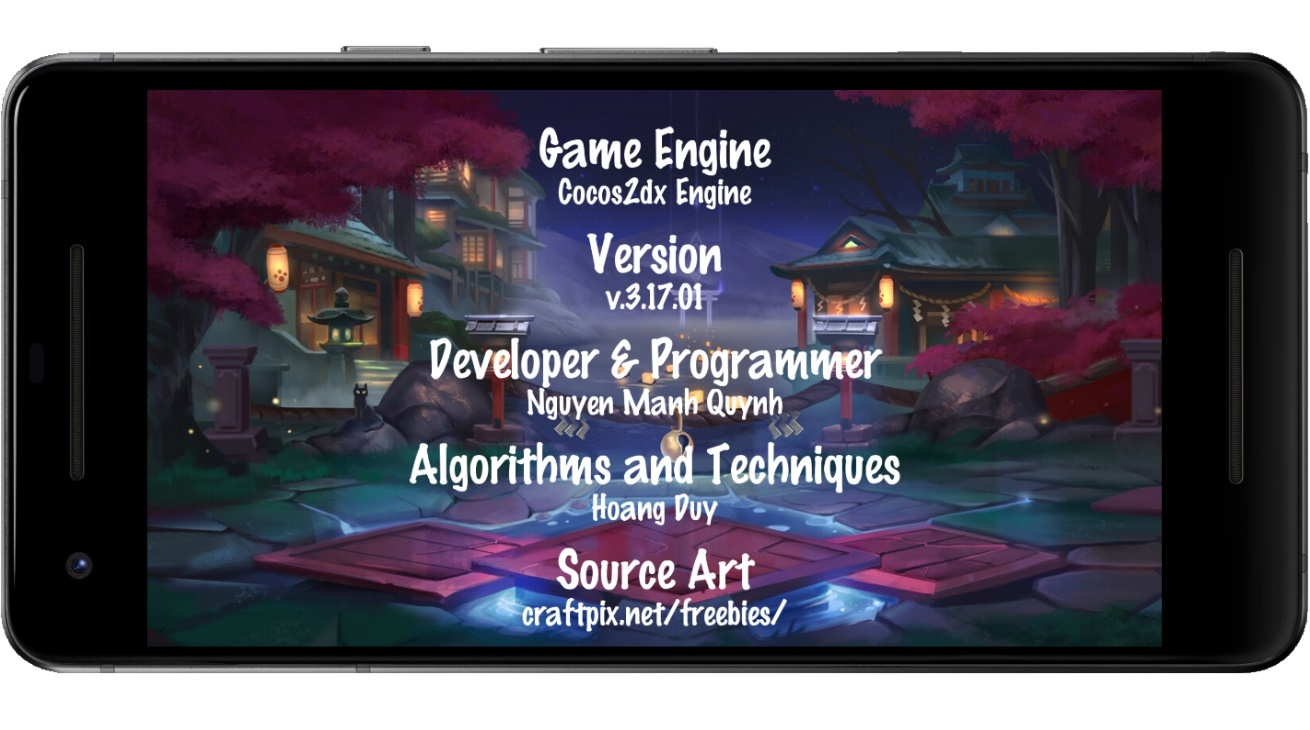 Game Engine
Cocos2dx Engine
Version
v.3.17.01
Developer & Programmer
Nguyen Manh Quynh
Algorithms and Techniques
Hoang Duy
Source Art
craftpix.net/freebies/